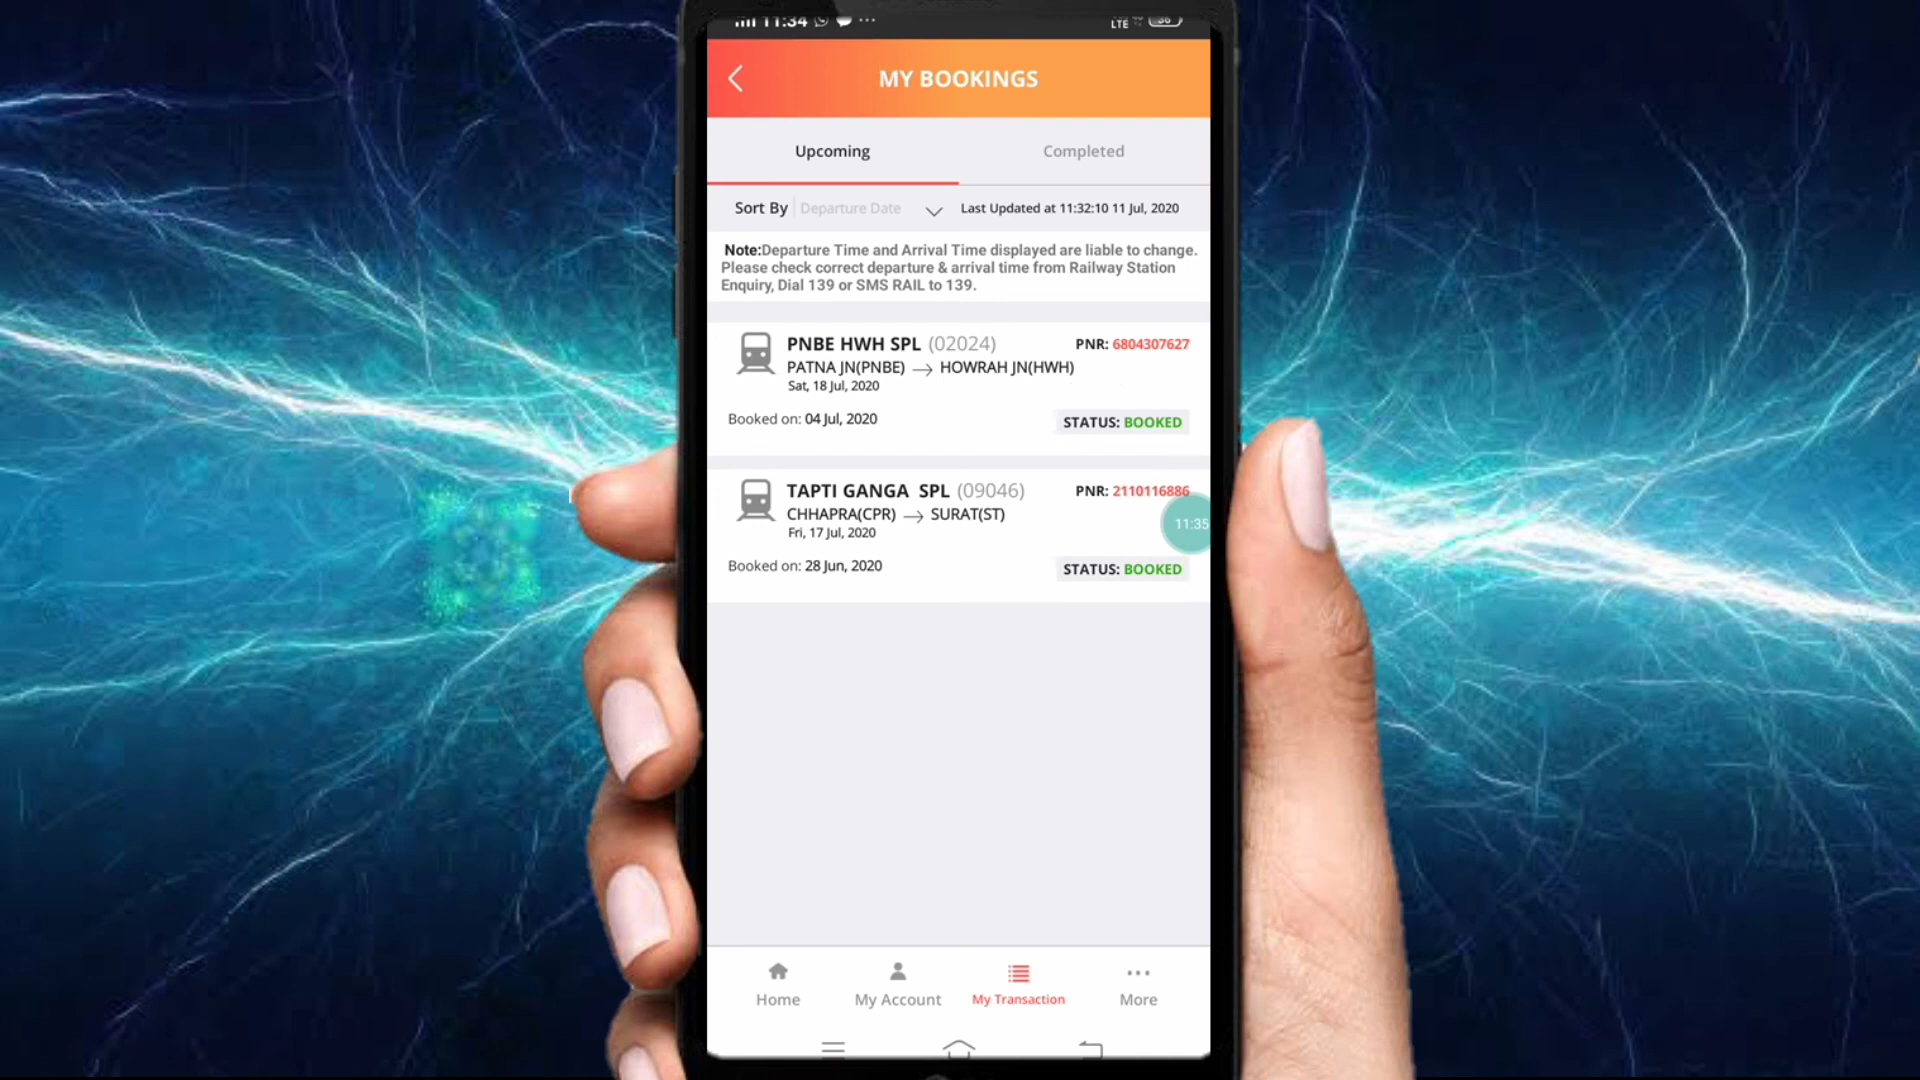 11:34 ... LTE 36
MY BOOKINGS
Upcoming Completed
Sort By Departure Date Last Updated at 11:32:10 11 Jul, 2020
Note:Departure Time and Arrival Time displayed are liable to change.
Please check correct departure & arrival time from Railway Station
Enquiry, Dial 139 or SMS RAIL to 139.
PNBE HWH SPL (02024) PNR: 6804307627
PATNA JN(PNBE) → HOWRAH JN(HWH)
Sat, 18 Jul, 2020
Booked on: 04 Jul, 2020 STATUS: BOOKED
TAPTI GANGA SPL (09046) PNR: 2110116886
CHHAPRA(CPR) → SURAT(ST)
11:35
Fri, 17 Jul, 2020
Booked on: 28 Jun, 2020 STATUS: BOOKED
Home My Account My Transaction More